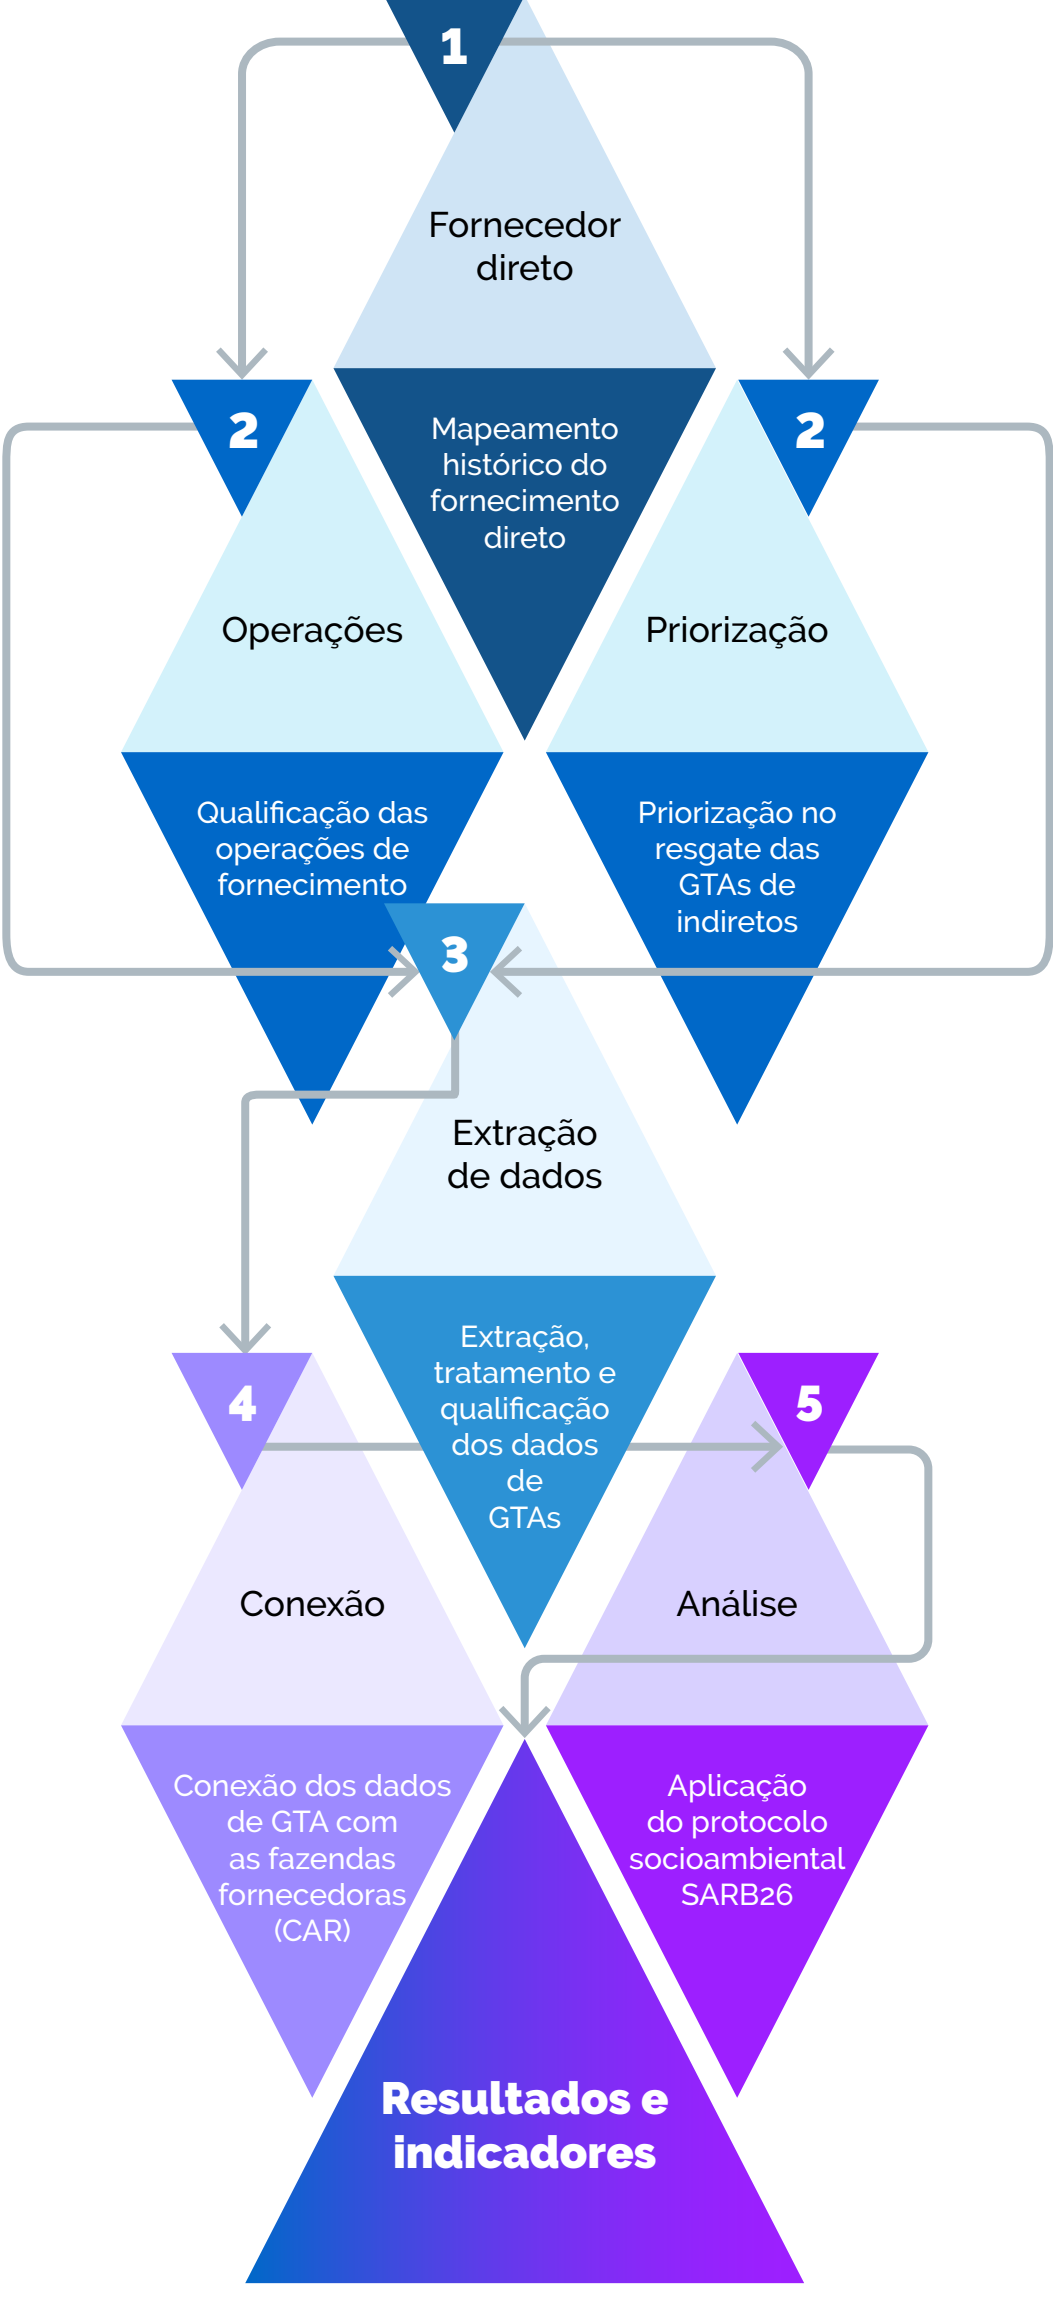 1
Fornecedor
direto
Mapeamento
histórico do
fornecimento
direto
2
Operações
Qualificação das
operações de
fornecimento
2
Priorização
Priorização no
resgate das
GTAs de
indiretos
3
Extração
de dados
Extração,
tratamento e
qualificação
dos dados
de
GTAs
4
Conexão
Conexão dos dados
de GTA com
as fazendas
fornecedoras
(CAR)
5
Análise
Aplicação
do protocolo
socioambiental
SARB26
Resultados e
indicadores